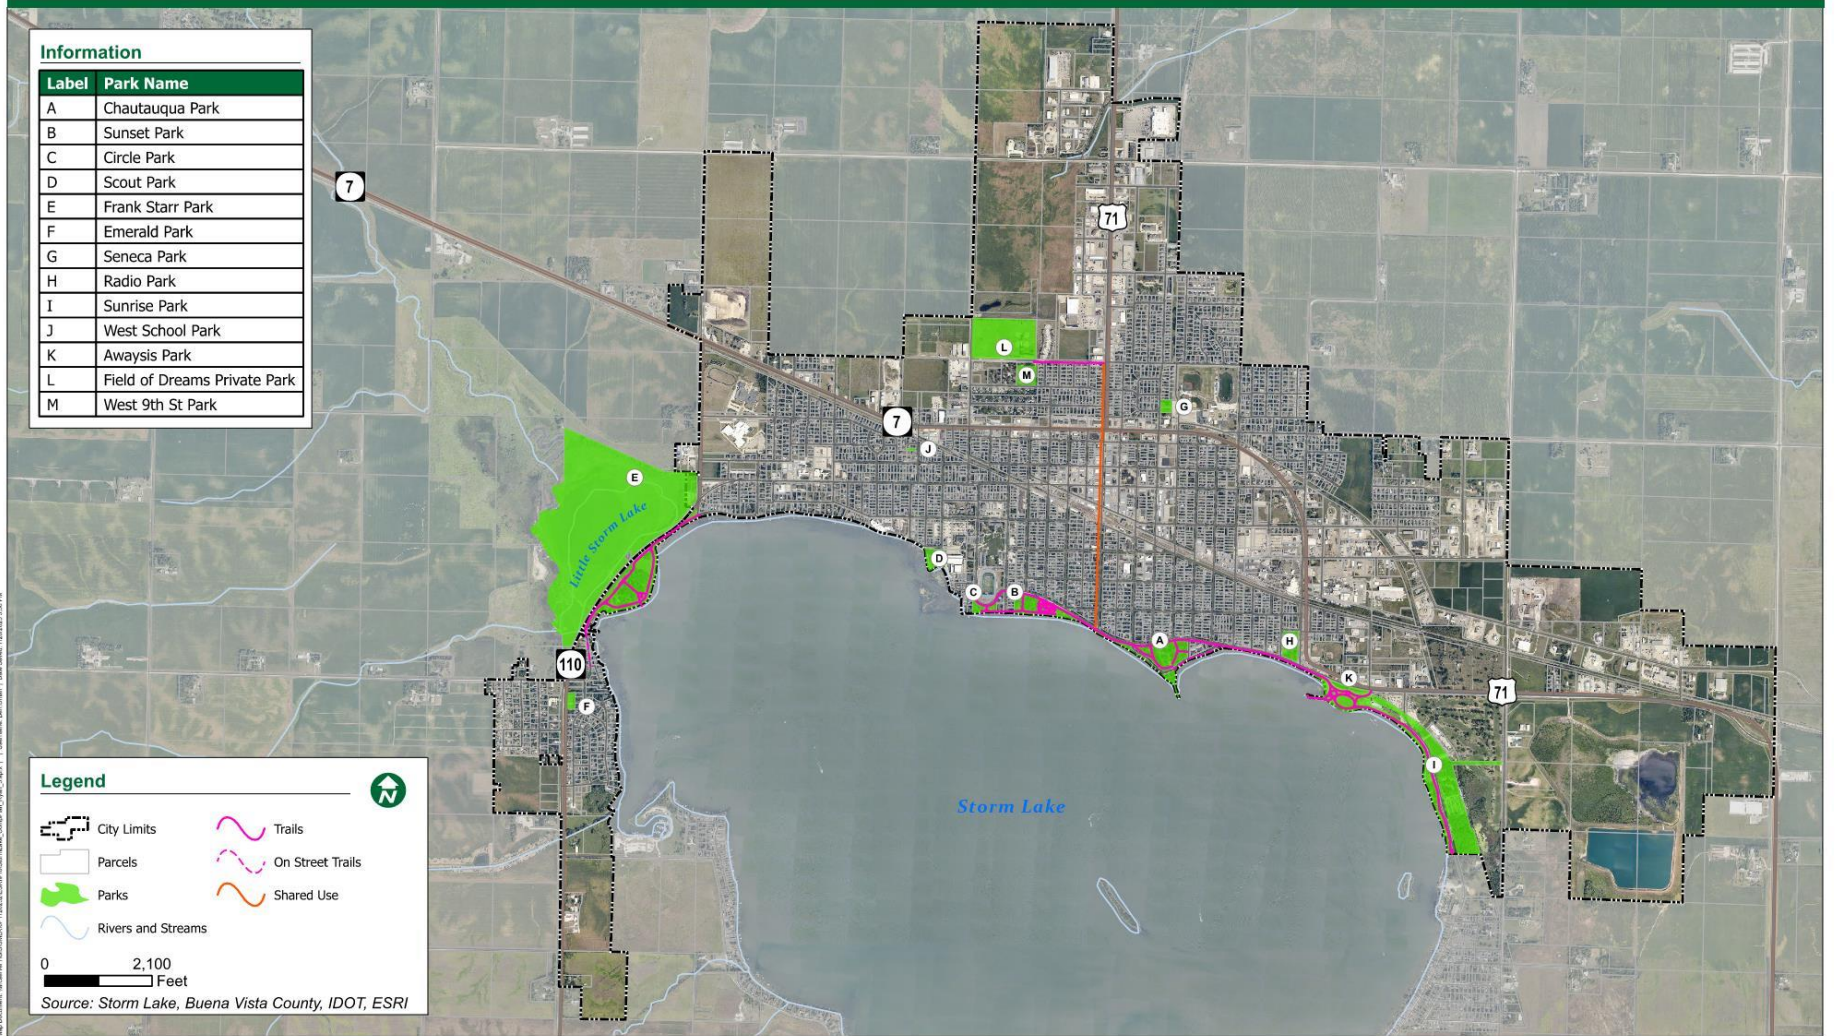 Information
Label Park Name
A Chautauqua Park
B Sunset Park
C Circle Park
D Scout Park
E Frank Starr Park
F Emerald Park
G Seneca Park
H Radio Park
I Sunrise Park
J West School Park
K Awaysis Park
L Field of Dreams Private Park
M West 9th St Park
7
71
L
M
7
G
J
E
Little Storm Lake
D
C
B
A
H
110
K
71
F
I
Storm Lake
Legend
N
City Limits
Trails
Parcels
On Street Trails
Parks
Shared Use
Rivers and Streams
0 2,100
Feet
Source: Storm Lake, Buena Vista County, IDOT, ESRI